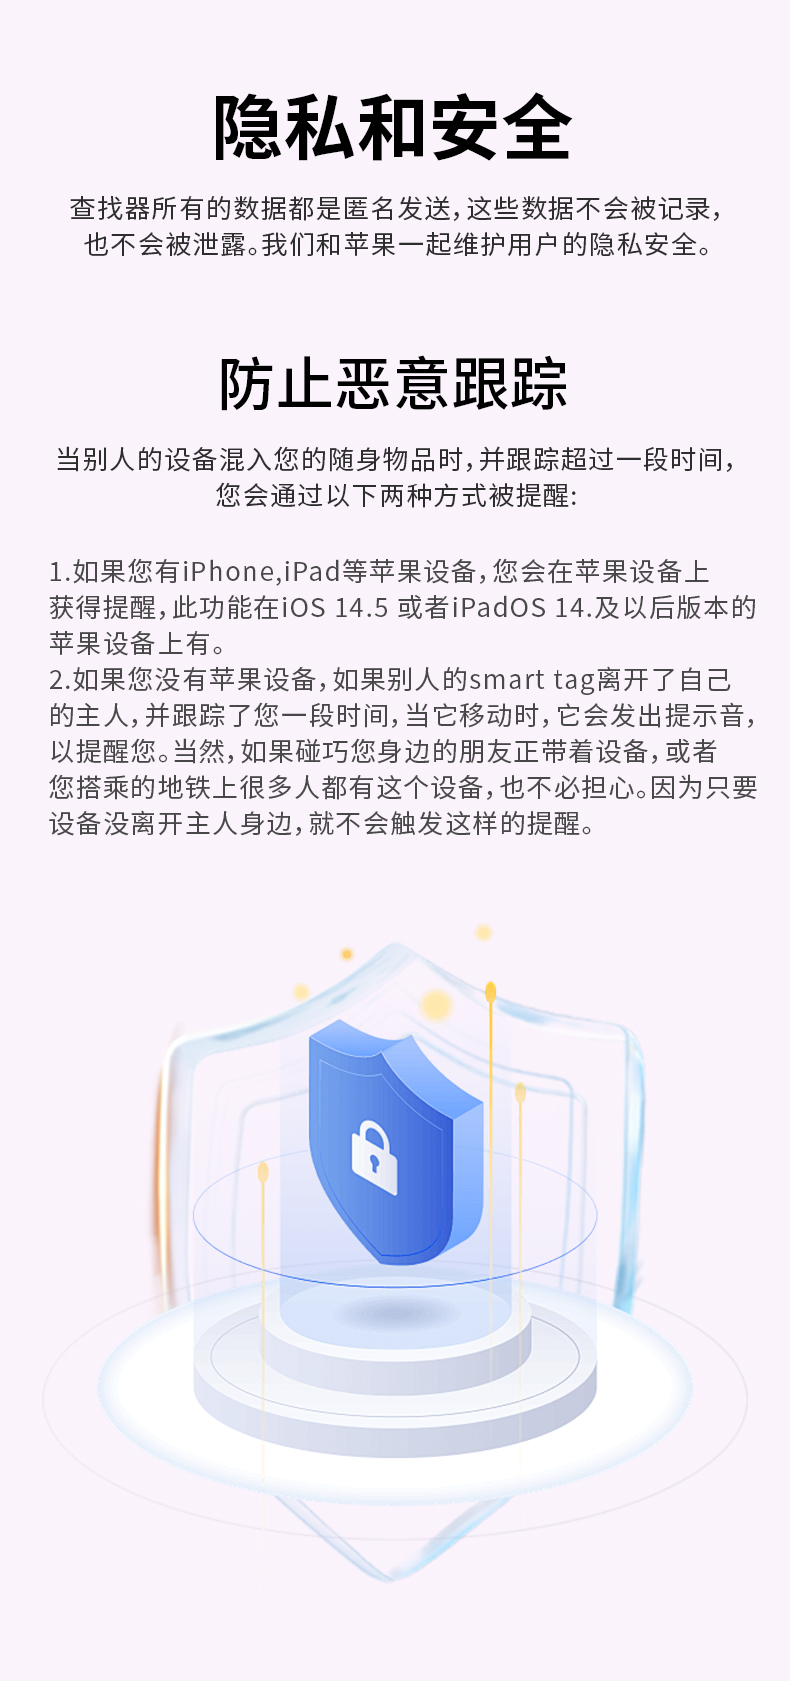 隐私和安全
查找器所有的数据都是匿名发送，这些数据不会被记录，
也不会被泄露。我们和苹果一起维护用户的隐私安全。
防止恶意跟踪
当别人的设备混入您的随身物品时，并跟踪超过一段时间，
您会通过以下两种方式被提醒：
1.如果您有iPhone,iPad等苹果设备，您会在苹果设备上
获得提醒，此功能在iOS 14.5 或者iPadOS 14.及以后版本的
苹果设备上有。
2.如果您没有苹果设备，如果别人的smart tag离开了自己
的主人，并跟踪了您一段时间，当它移动时，它会发出提示音，
以提醒您。当然，如果碰巧您身边的朋友正带着设备，或者
您搭乘的地铁上很多人都有这个设备，也不必担心。因为只要
设备没离开主人身边，就不会触发这样的提醒。